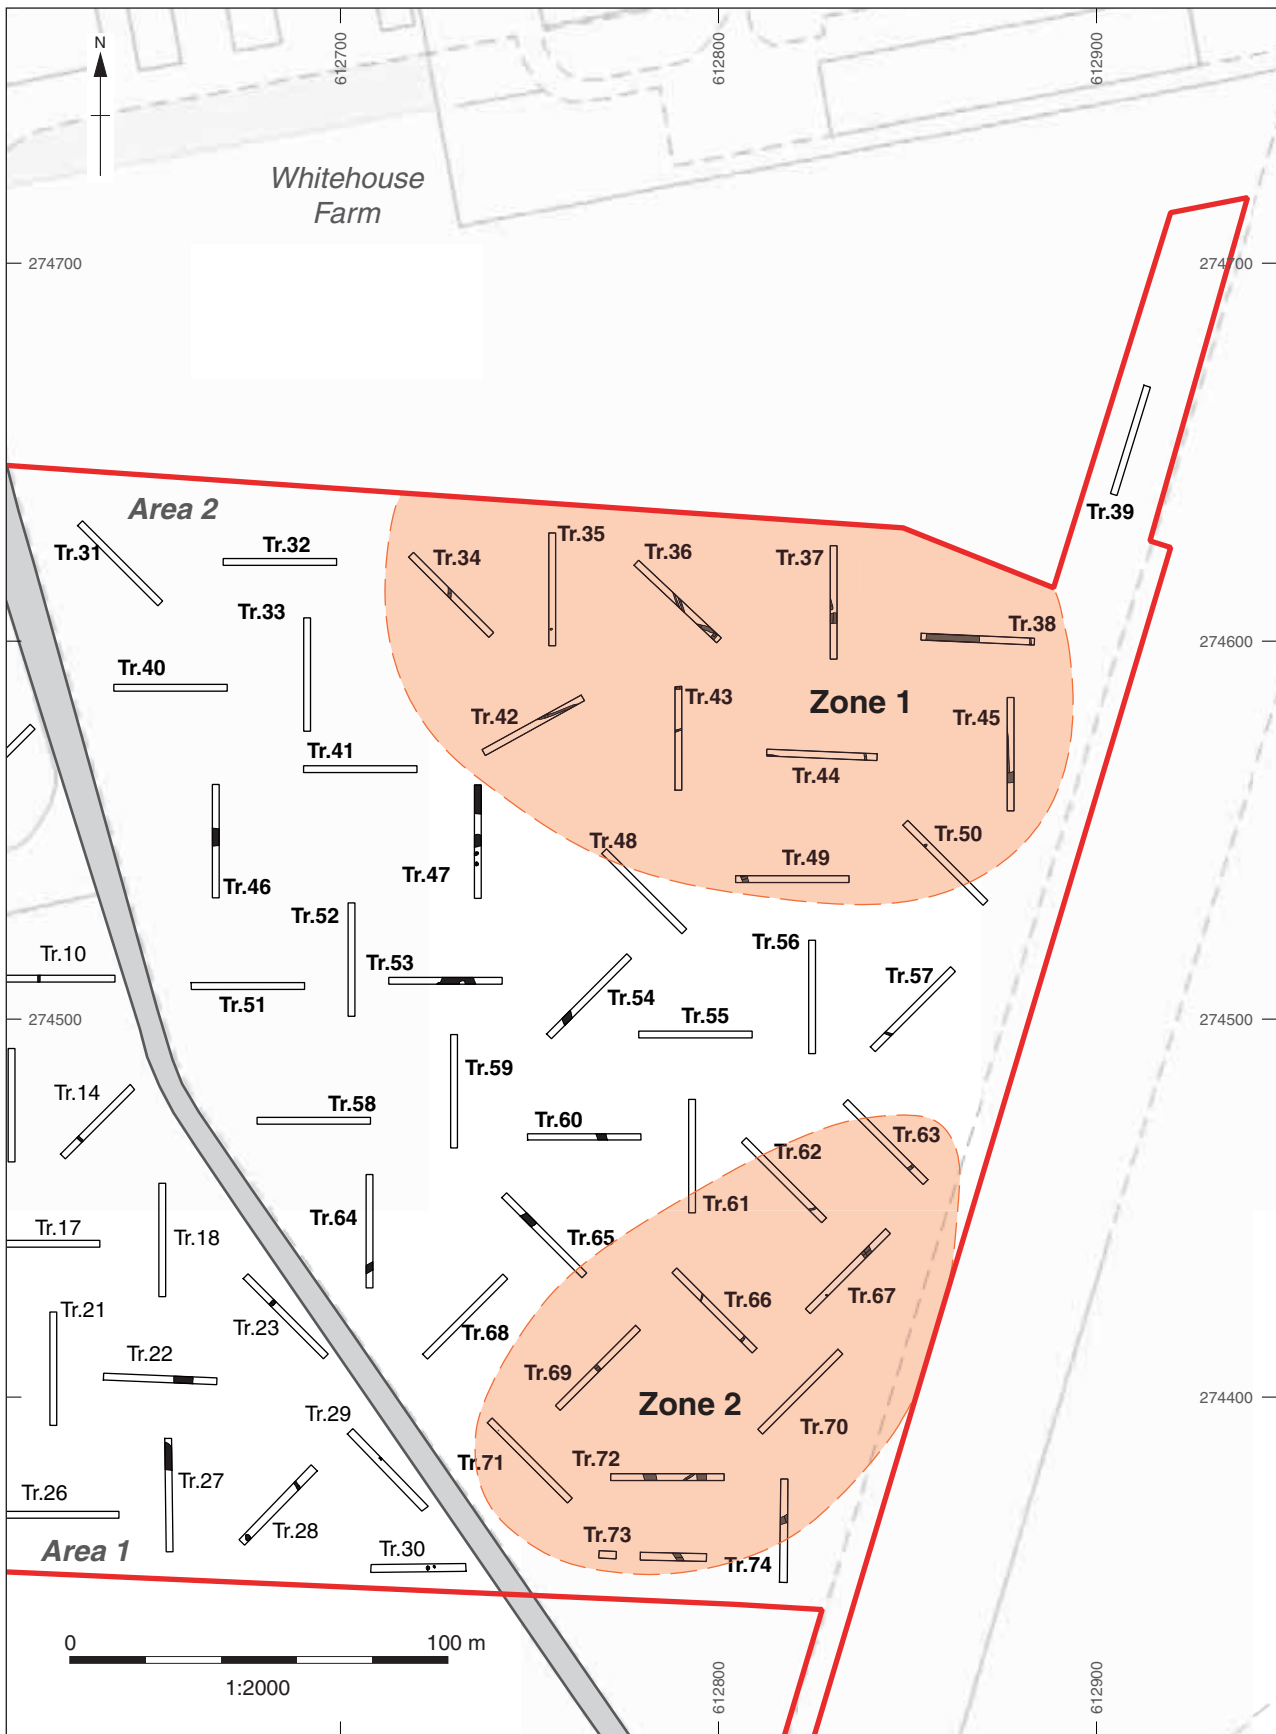 612700
612800
612900
N
Whitehouse
Farm
274700
274700
Area 2
Tr.31
Tr.32
Tr.33
Tr.34
Tr.35
Tr.36
Tr.37
Tr.38
Tr.39
274600
Tr.40
Tr.41
Tr.42
Tr.43
Zone 1
Tr.44
Tr.45
Tr.46
Tr.47
Tr.48
Tr.49
Tr.50
Tr.52
Tr.10
Tr.51
Tr.53
Tr.54
Tr.55
Tr.56
Tr.57
274500
Tr.14
Tr.58
Tr.59
Tr.60
Tr.61
Tr.62
Tr.63
Tr.17
Tr.18
Tr.64
Tr.65
Tr.21
Tr.22
Tr.23
Tr.68
Tr.66
Tr.67
Tr.69
Zone 2
Tr.70
274400
Tr.29
Tr.71
Tr.72
Tr.26
Tr.27
Tr.28
Tr.30
Tr.73
Tr.74
Area 1
0
100 m
1:2000
612800
612900